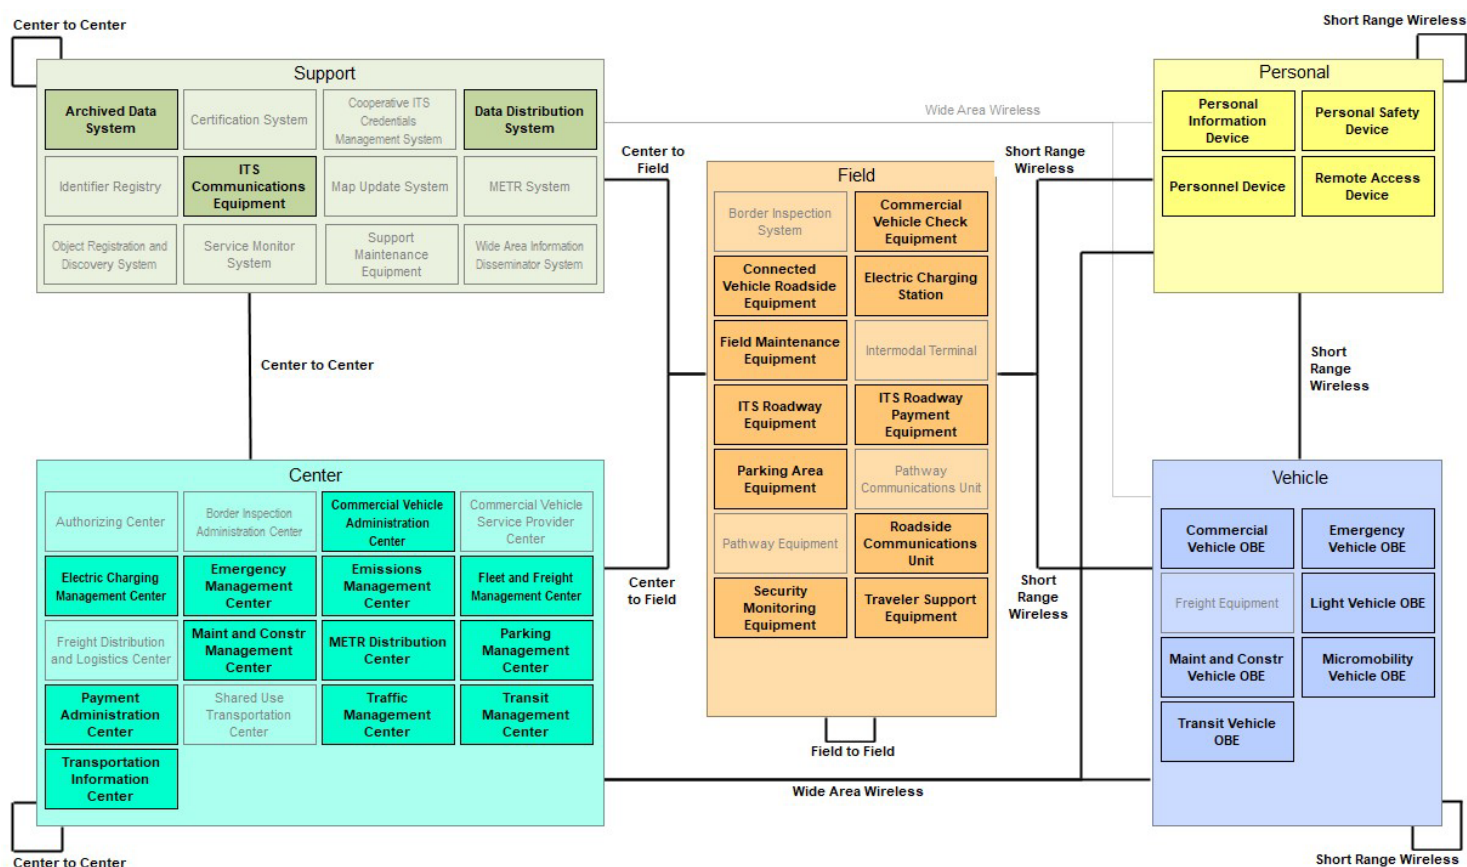 Center to Center
Short Range Wireless
Support
Archived Data
System
Certification System
Cooperative ITS
Credentials
Management System
Data Distribution
System
Identifier Registry
ITS
Communications
Equipment
Map Update System
METR System
Object Registration and
Discovery System
Service Monitor
System
Support
Maintenance
Equipment
Wide Area Information
Disseminator System
Wide Area Wireless
Center to
Field
Short Range
Wireless
Personal
Personal
Information
Device
Personal Safety
Device
Personnel Device
Remote Access
Device
Field
Border Inspection
System
Commercial
Vehicle Check
Equipment
Connected
Vehicle Roadside
Equipment
Electric Charging
Station
Field Maintenance
Equipment
Intermodal Terminal
ITS Roadway
Equipment
ITS Roadway
Payment
Equipment
Parking Area
Equipment
Pathway
Communications Unit
Pathway Equipment
Roadside
Communications
Unit
Security
Monitoring
Equipment
Traveler Support
Equipment
Field to Field
Center to Center
Short
Range
Wireless
Center
Authorizing Center
Border Inspection
Administration Center
Commercial Vehicle
Administration
Center
Commercial Vehicle
Service Provider
Center
Electric Charging
Management Center
Emergency
Management
Center
Emissions
Management
Center
Fleet and Freight
Management Center
Freight Distribution
and Logistics Center
Maint and Constr
Management
Center
METR Distribution
Center
Parking
Management
Center
Payment
Administration
Center
Shared Use
Transportation
Center
Traffic
Management
Center
Transit
Management
Center
Transportation
Information
Center
Center
to Field
Short
Range
Wireless
Vehicle
Commercial
Vehicle OBE
Emergency
Vehicle OBE
Freight Equipment
Light Vehicle OBE
Maint and Constr
Vehicle OBE
Micromobility
Vehicle OBE
Transit Vehicle
OBE
Wide Area Wireless
Center to Center
Short Range Wireless